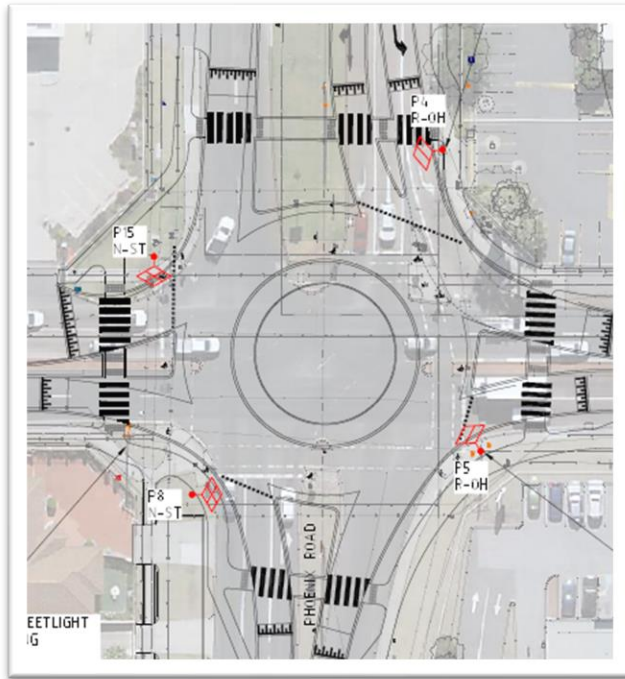 P4
R-OH
P15
N-ST
P8
N-ST
P5
R-OH
PHOENIX ROAD
EETLIGHT
IG